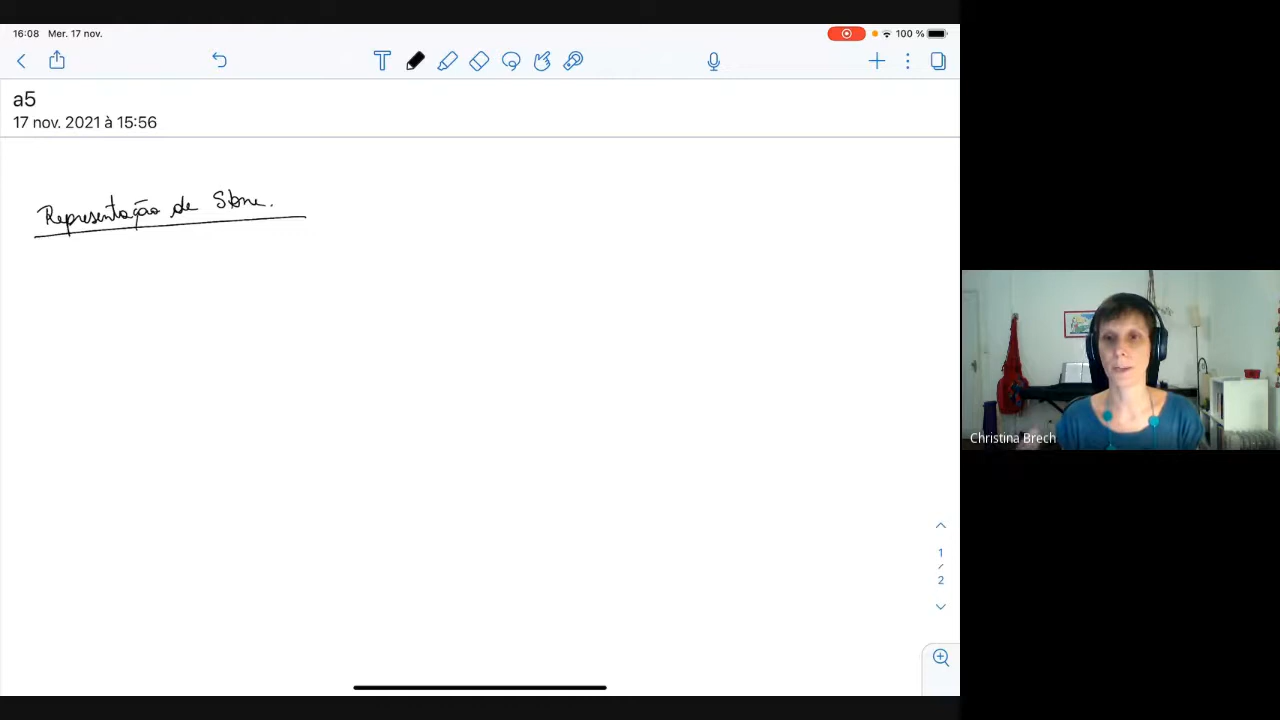 16:08 Mer. 17 nov.
100 %
T
a5
17 nov. 2021 à 15:56
Representação de Stone.
1
/
2
Christina Brech